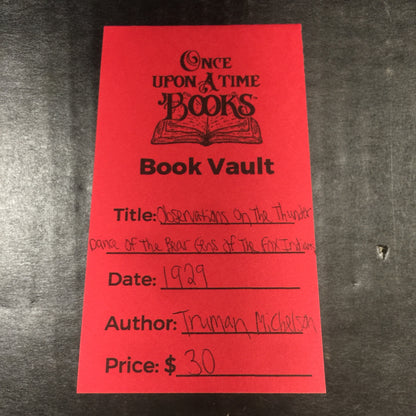 ONCE
UPON A TIME
BOOKS
Book Vault
Title: Observations on The Thunder
Dance of the Bear Gens of The Fox Indians
Date: 1929
Author: Truman Michelson
Price: $ 30